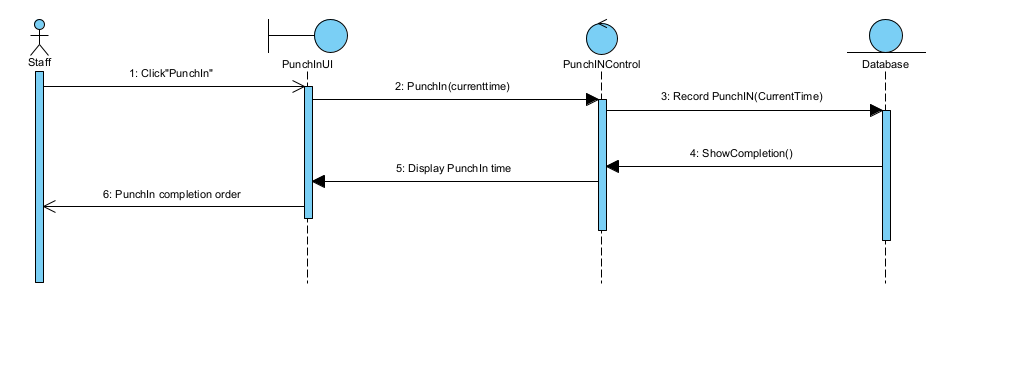 Staff
PunchInUI
PunchINControl
Database
1: Click"PunchIn"
2: PunchIn(currenttime)
3: Record PunchIN(CurrentTime)
4: ShowCompletion()
5: Display PunchIn time
6: PunchIn completion order